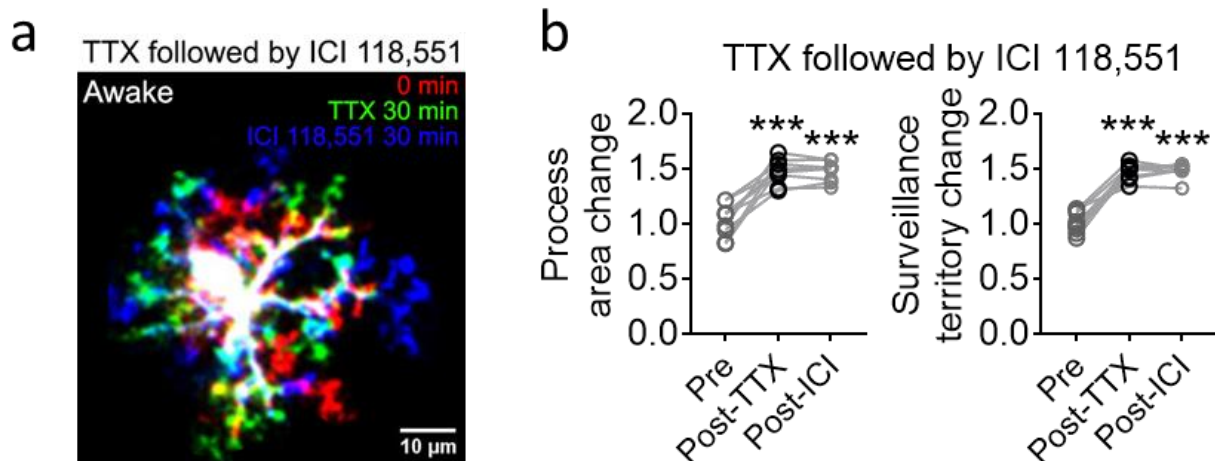 a
TTX followed by ICI 118,551
Awake
0 min
TTX 30 min
ICI 118,551 30 min
10 µm
b
TTX followed by ICI 118,551
Process
area change
2.0
1.5
1.0
0.5
0.0
***
***
Pre
Post-TTX
Post-ICI
Surveillance
territory change
2.0
1.5
1.0
0.5
0.0
***
***
Pre
Post-TTX
Post-ICI